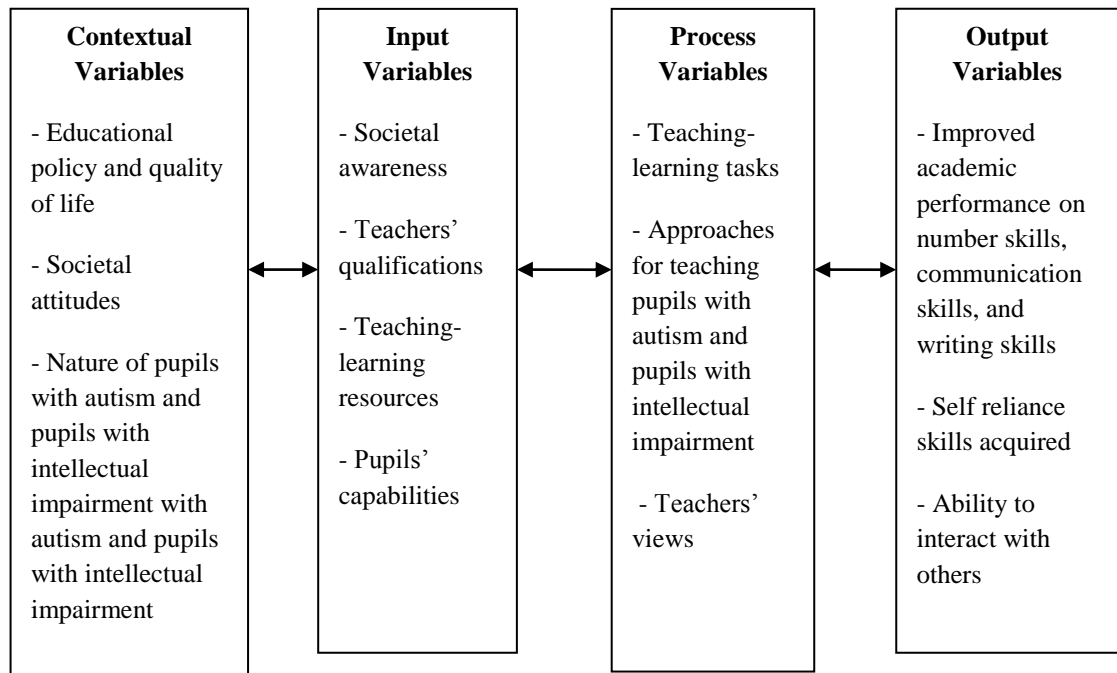 Contextual
Variables
- Educational
policy and quality
of life
- Societal
attitudes
- Nature of pupils
with autism and
pupils with
intellectual
impairment with
autism and pupils
with intellectual
impairment
Input
Variables
- Societal
awareness
- Teachers’
qualifications
- Teaching-
learning
resources
- Pupils’
capabilities
Process
Variables
- Teaching-
learning tasks
- Approaches
for teaching
pupils with
autism and
pupils with
intellectual
impairment
- Teachers’
views
Output
Variables
- Improved
academic
performance on
number skills,
communication
skills, and
writing skills
- Self reliance
skills acquired
- Ability to
interact with
others